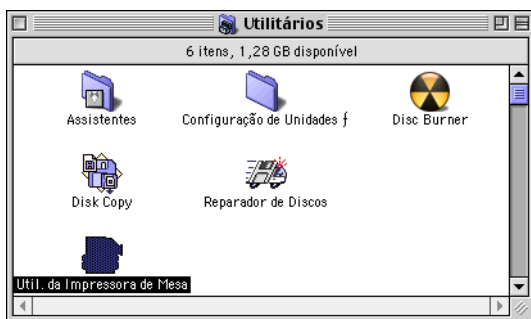 Utilitários
6 itens, 1,28 GB disponível
Assistentes
Configuração de Unidades ƒ
Disc Burner
Disk Copy
Reparador de Discos
Util. da Impressora de Mesa